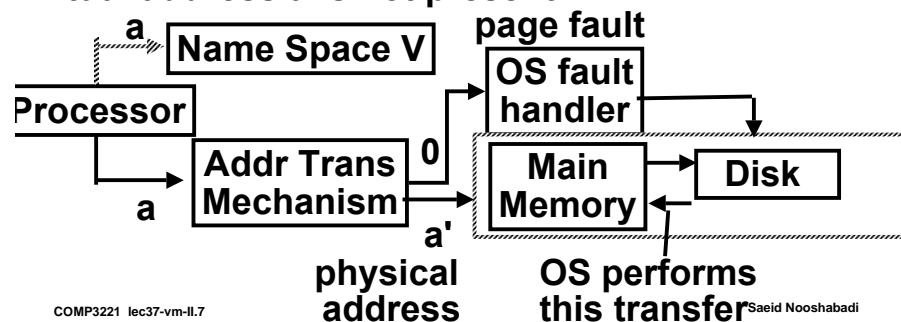 page fault
a
Name Space V
OS fault
handler
Processor
Addr Trans
Mechanism
0
Main
Memory
Disk
a
a'
physical
address
OS performs
this transfer
COMP3221 lec37-vm-II.7
Saeid Nooshabadi